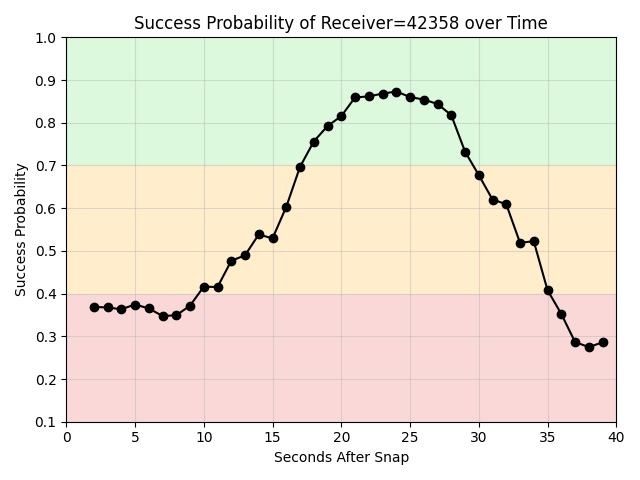 Success Probability of Receiver=42358 over Time
Success Probability
1.0
0.9
0.8
0.7
0.6
0.5
0.4
0.3
0.2
0.1
0 5 10 15 20 25 30 35 40
Seconds After Snap